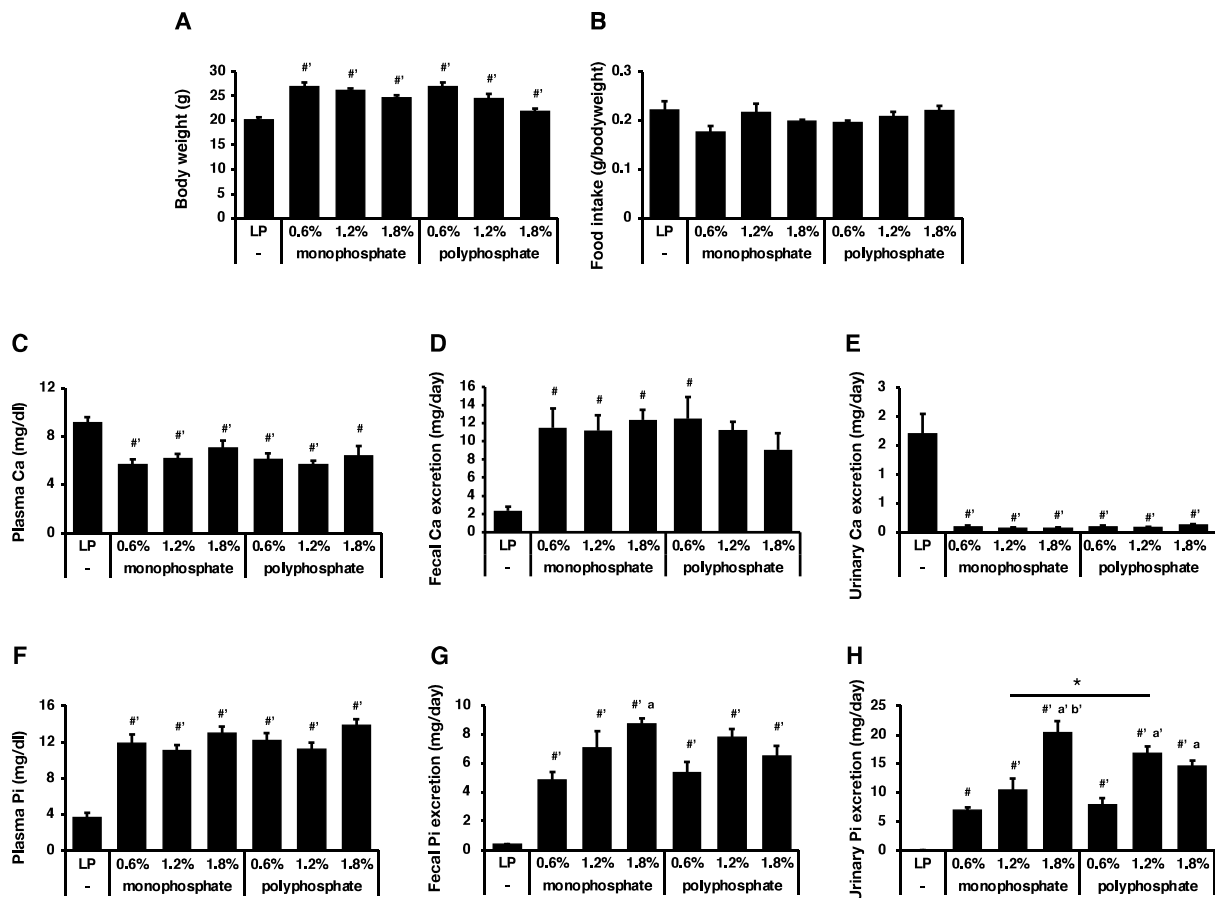 A
Body weight (g)
30
25
20
15
10
5
0
#' #' #' #' #' #'
LP 0.6% 1.2% 1.8% 0.6% 1.2% 1.8%
- monophosphate polyphosphate
B
Food intake (g/bodyweight)
0.3
0.2
0.1
0
LP 0.6% 1.2% 1.8% 0.6% 1.2% 1.8%
- monophosphate polyphosphate
C
Plasma Ca (mg/dl)
12
8
4
0
#' #' #' #' #' #
LP 0.6% 1.2% 1.8% 0.6% 1.2% 1.8%
- monophosphate polyphosphate
D
Fecal Ca excretion (mg/day)
16
14
12
10
8
6
4
2
0
# # # #
LP 0.6% 1.2% 1.8% 0.6% 1.2% 1.8%
- monophosphate polyphosphate
E
Urinary Ca excretion (mg/day)
3
2
2
1
1
0
#' #' #' #' #' #'
LP 0.6% 1.2% 1.8% 0.6% 1.2% 1.8%
- monophosphate polyphosphate
F
Plasma Pi (mg/dl)
16
12
8
4
0
#' #' #' #' #' #'
LP 0.6% 1.2% 1.8% 0.6% 1.2% 1.8%
- monophosphate polyphosphate
G
Fecal Pi excretion (mg/day)
10
8
6
4
2
0
#' #' #' a #' #' #'
LP 0.6% 1.2% 1.8% 0.6% 1.2% 1.8%
- monophosphate polyphosphate
H
Urinary Pi excretion (mg/day)
25
20
15
10
5
0
*
# #' #' a' b' #' #' a' #' a
LP 0.6% 1.2% 1.8% 0.6% 1.2% 1.8%
- monophosphate polyphosphate